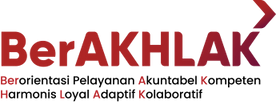 BerAKHLAK
Berorientasi Pelayanan Akuntabel Kompeten
Harmonis Loyal Adaptif Kolaboratif